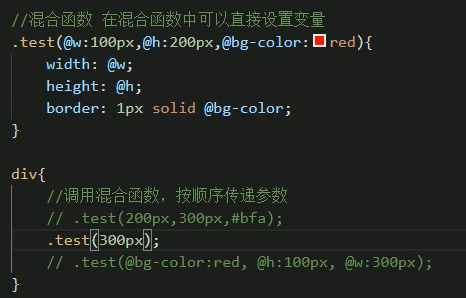 //混合函数 在混合函数中可以直接设置变量
.test(@w:100px,@h:200px,@bg-color:red){
    width: @w;
    height: @h;
    border: 1px solid @bg-color;
}
div{
    //调用混合函数，按顺序传递参数
    // .test(200px,300px,#bfa);
    .test(300px);
    // .test(@bg-color:red, @h:100px, @w:300px);
}